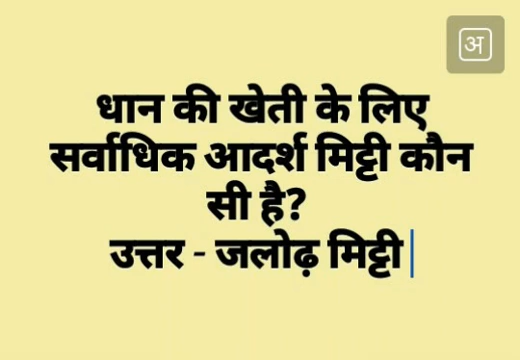 अ
धान की खेती के लिए
सर्वाधिक आदर्श मिट्टी कौन
सी है?
उत्तर - जलोढ़ मिट्टी